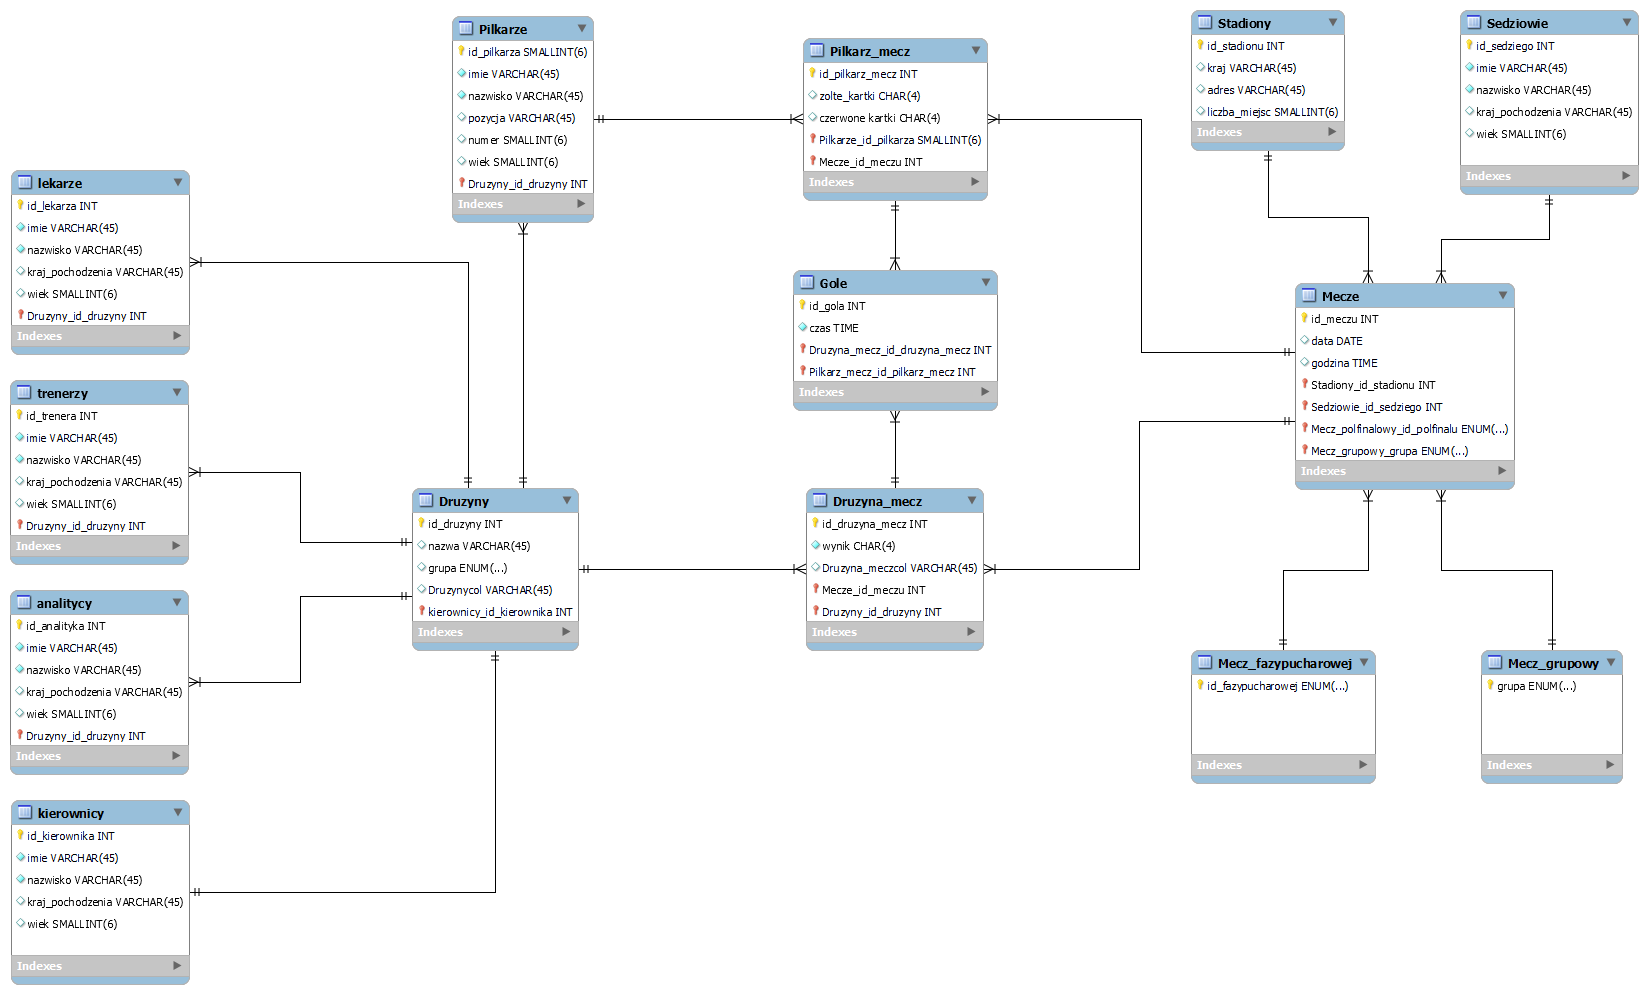 Pilkarze
id_pilkarza SMALLINT(6)
imie VARCHAR(45)
nazwisko VARCHAR(45)
pozycja VARCHAR(45)
numer SMALLINT(6)
wiek SMALLINT(6)
Druzyny_id_druzyny INT
Indexes
Pilkarz_mecz
id_pilkarz_mecz INT
zolte_kartki CHAR(4)
czerwone kartki CHAR(4)
Pilkarze_id_pilkarza SMALLINT(6)
Mecze_id_meczu INT
Indexes
Stadiony
id_stadionu INT
kraj VARCHAR(45)
adres VARCHAR(45)
liczba_miejsc SMALLINT(6)
Indexes
Sedziowie
id_sedziego INT
imie VARCHAR(45)
nazwisko VARCHAR(45)
kraj_pochodzenia VARCHAR(45)
wiek SMALLINT(6)
Indexes
lekarze
id_lekarza INT
imie VARCHAR(45)
nazwisko VARCHAR(45)
kraj_pochodzenia VARCHAR(45)
wiek SMALLINT(6)
Druzyny_id_druzyny INT
Indexes
Gole
id_gola INT
czas TIME
Druzyna_mecz_id_druzyna_mecz INT
Pilkarz_mecz_id_pilkarz_mecz INT
Indexes
Mecze
id_meczu INT
data DATE
godzina TIME
Stadiony_id_stadionu INT
Sedziowie_id_sedziego INT
Mecz_polfinalowy_id_polfinalu ENUM(...)
Mecz_grupowy_grupa ENUM(...)
Indexes
trenerzy
id_trenera INT
imie VARCHAR(45)
nazwisko VARCHAR(45)
kraj_pochodzenia VARCHAR(45)
wiek SMALLINT(6)
Druzyny_id_druzyny INT
Indexes
Druzyny
id_druzyny INT
nazwa VARCHAR(45)
grupa ENUM(...)
Druzynycol VARCHAR(45)
kierownicy_id_kierownika INT
Indexes
Druzyna_mecz
id_druzyna_mecz INT
wynik CHAR(4)
Druzyna_meczcol VARCHAR(45)
Mecze_id_meczu INT
Druzyny_id_druzyny INT
Indexes
analitycy
id_analityka INT
imie VARCHAR(45)
nazwisko VARCHAR(45)
kraj_pochodzenia VARCHAR(45)
wiek SMALLINT(6)
Druzyny_id_druzyny INT
Indexes
Mecz_fazypucharowej
id_fazypucharowej ENUM(...)
Indexes
Mecz_grupowy
grupa ENUM(...)
Indexes
kierownicy
id_kierownika INT
imie VARCHAR(45)
nazwisko VARCHAR(45)
kraj_pochodzenia VARCHAR(45)
wiek SMALLINT(6)
Indexes